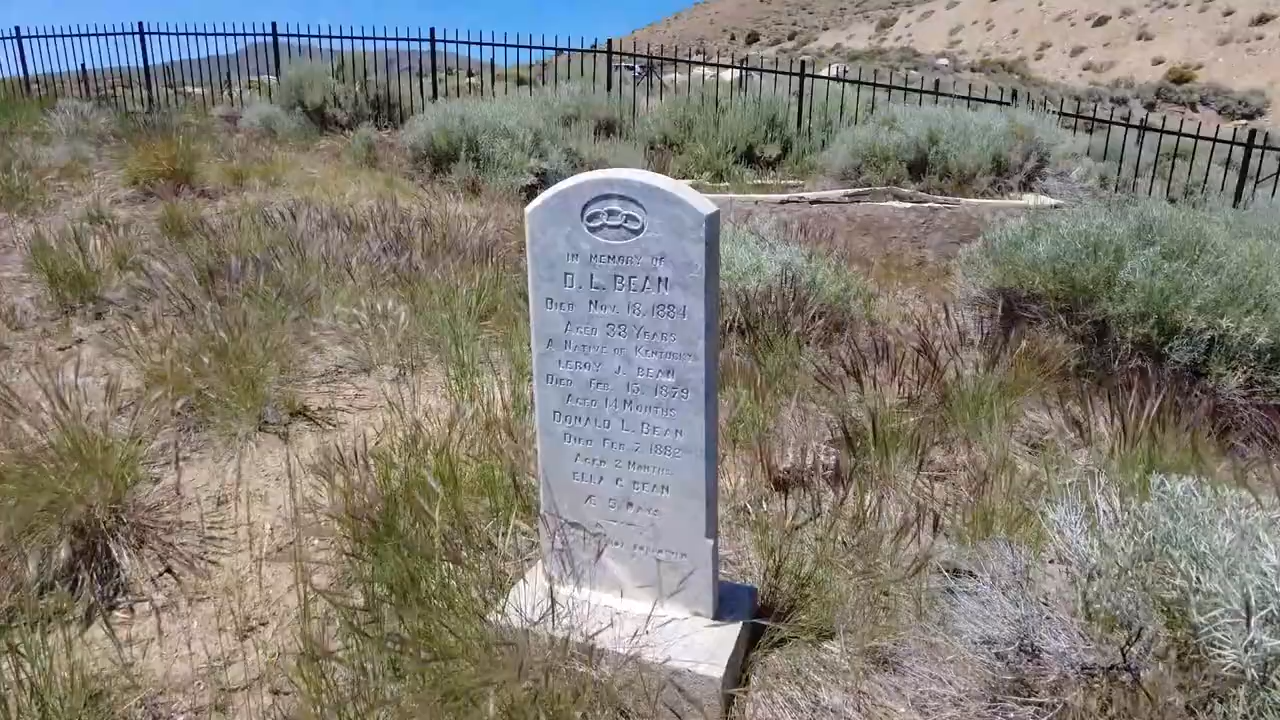 IN MEMORY OF
D. L. BEAN
DIED NOV. 18, 1884
AGED 38 YEARS
A NATIVE OF KENTUCKY
LEROY J. BEAN
DIED FEB. 15, 1879
AGED 14 MONTHS
DONALD L. BEAN
DIED FEB 7 1882
AGED 2 MONTHS
ELLA C BEAN
Æ 5 DAYS